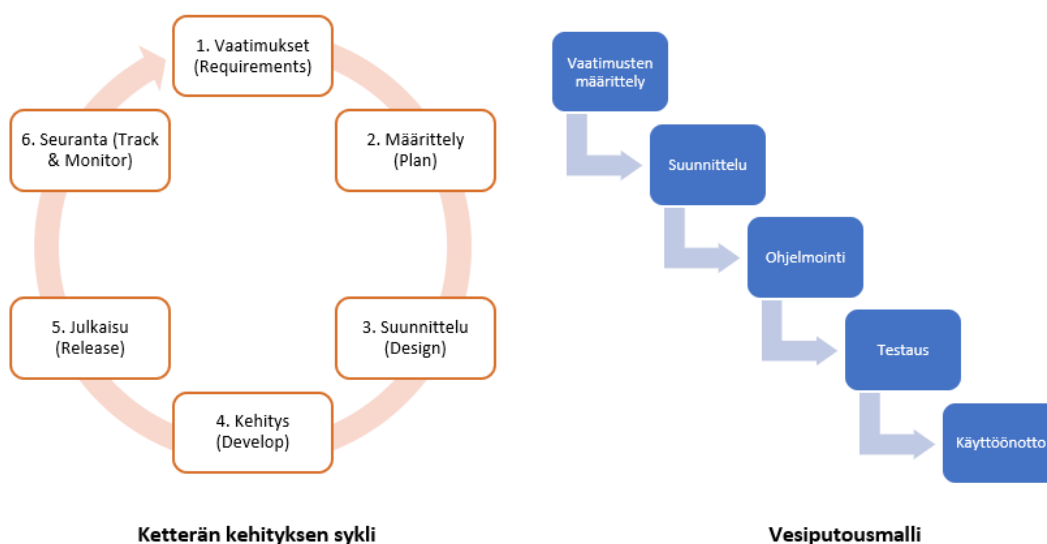 1. Vaatimukset
(Requirements)
2. Määrittely
(Plan)
3. Suunnittelu
(Design)
4. Kehitys
(Develop)
5. Julkaisu
(Release)
6. Seuranta (Track
& Monitor)
Ketterän kehityksen sykli
Vaatimusten
määrittely
Suunnittelu
Ohjelmointi
Testaus
Käyttöönotto
Vesiputousmalli